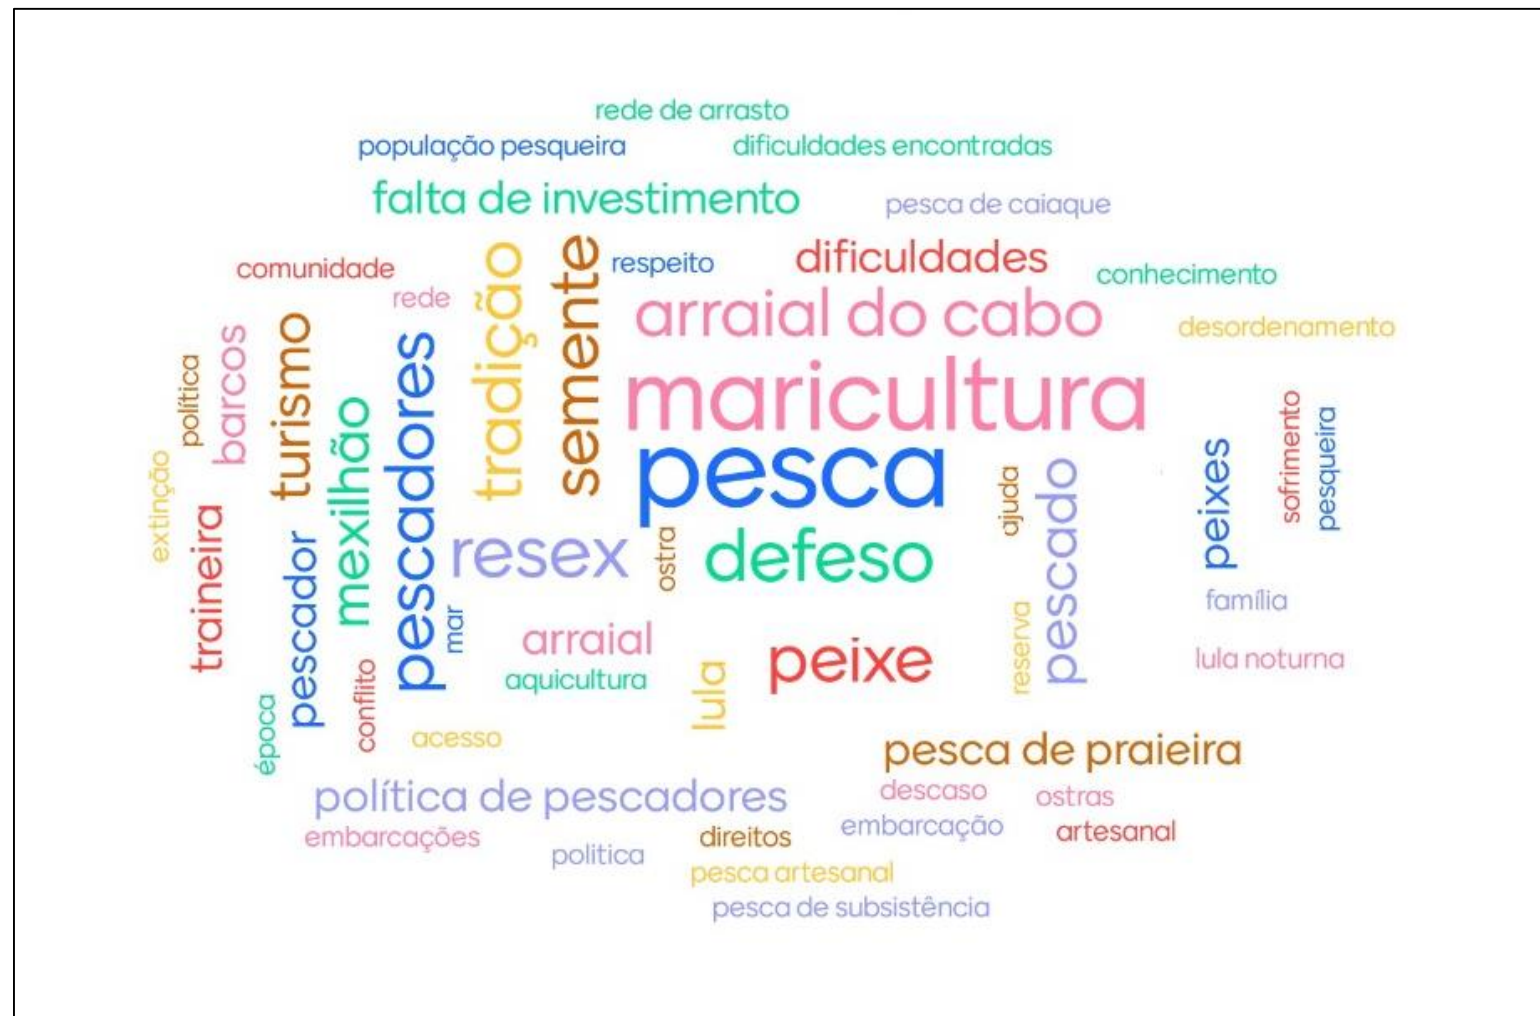 rede de arrasto
população pesqueira
dificuldades encontradas
falta de investimento
pesca de caiaque
tradição
semente
respeito
dificuldades
comunidade
conhecimento
rede
arraial do cabo
desordenamento
turismo
barcos
política
pescadores
maricultura
mexilhão
pesca
extinção
peixes
sofrimento
pesqueira
traineira
pescador
resex
ostra
defeso
ajuda
pescado
família
mar
arraial
peixe
reserva
lula noturna
conflito
aquicultura
lula
época
acesso
pesca de praieira
política de pescadores
descaso
ostras
embarcações
direitos
embarcação
artesanal
politica
pesca artesanal
pesca de subsistência